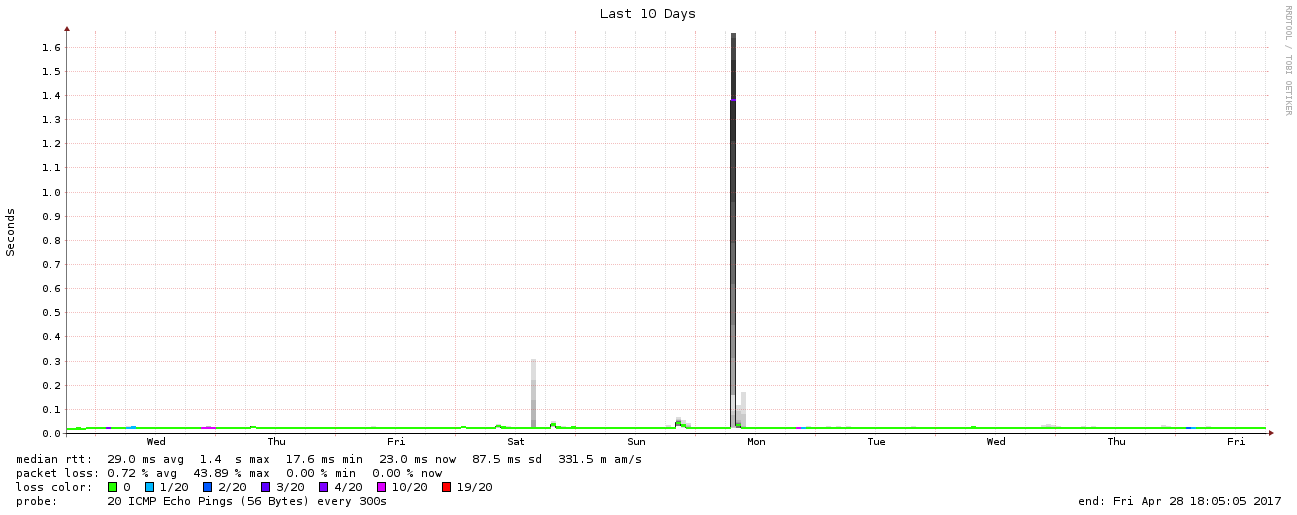 Last 10 Days
RRDTOOL / TOBI OETIKER
Seconds
1.6
1.5
1.4
1.3
1.2
1.1
1.0
0.9
0.8
0.7
0.6
0.5
0.4
0.3
0.2
0.1
0.0
Wed Thu Fri Sat Sun Mon Tue Wed Thu Fri
median rtt: 29.0 ms avg 1.4 s max 17.6 ms min 23.0 ms now 87.5 ms sd 331.5 m am/s
packet loss: 0.72 % avg 43.89 % max 0.00 % min 0.00 % now
loss color: 0 1/20 2/20 3/20 4/20 10/20 19/20
probe: 20 ICMP Echo Pings (56 Bytes) every 300s end: Fri Apr 28 18:05:05 2017